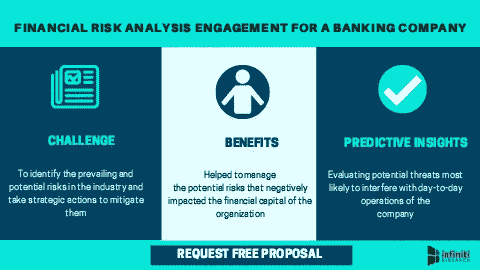 FINANCIAL RISK ANALYSIS ENGAGEMENT FOR A BANKING COMPANY
CHALLENGE
To identify the prevailing and
potential risks in the industry and
take strategic actions to mitigate
them
BENEFITS
Helped to manage
the potential risks that negatively
impacted the financial capital of the
organization
PREDICTIVE INSIGHTS
Evaluating potential threats most
likely to interfere with day-to-day
operations of the
company
REQUEST FREE PROPOSAL
infiniti
RESEARCH